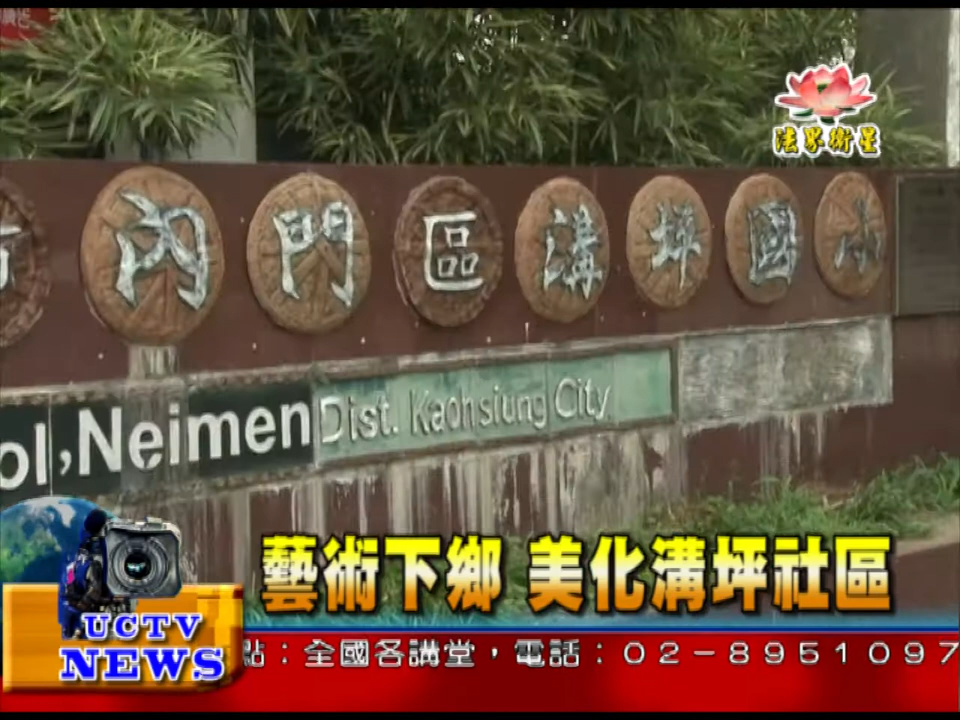 法界衛星
內門區溝坪國小
ol, Neimen Dist. Kaohsiung City
藝術下鄉 美化溝坪社區
UCTV
NEWS
點：全國各講堂，電話：０２－８９５１０９７